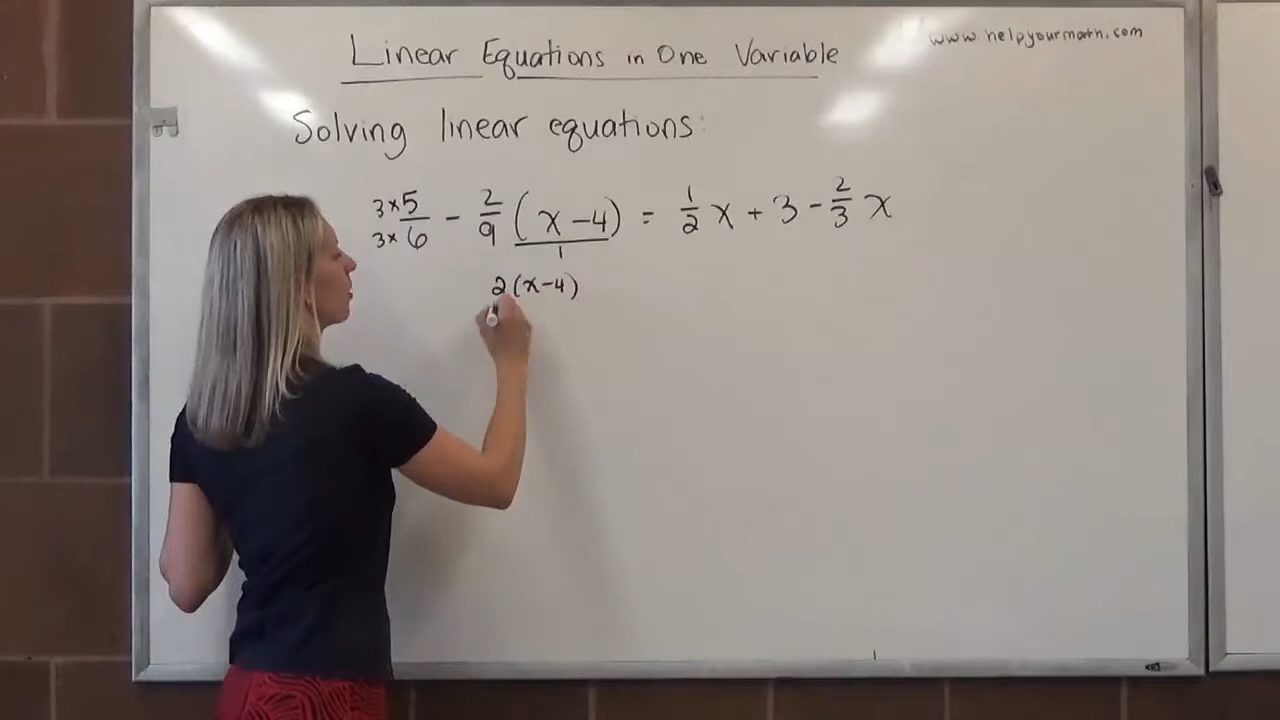 www.helpyourmath.com
Linear Equations in One Variable
Solving linear equations:
3×5/3×6 - 2/9 (x-4)/1 = 1/2 x + 3 - 2/3 x
2(x-4)